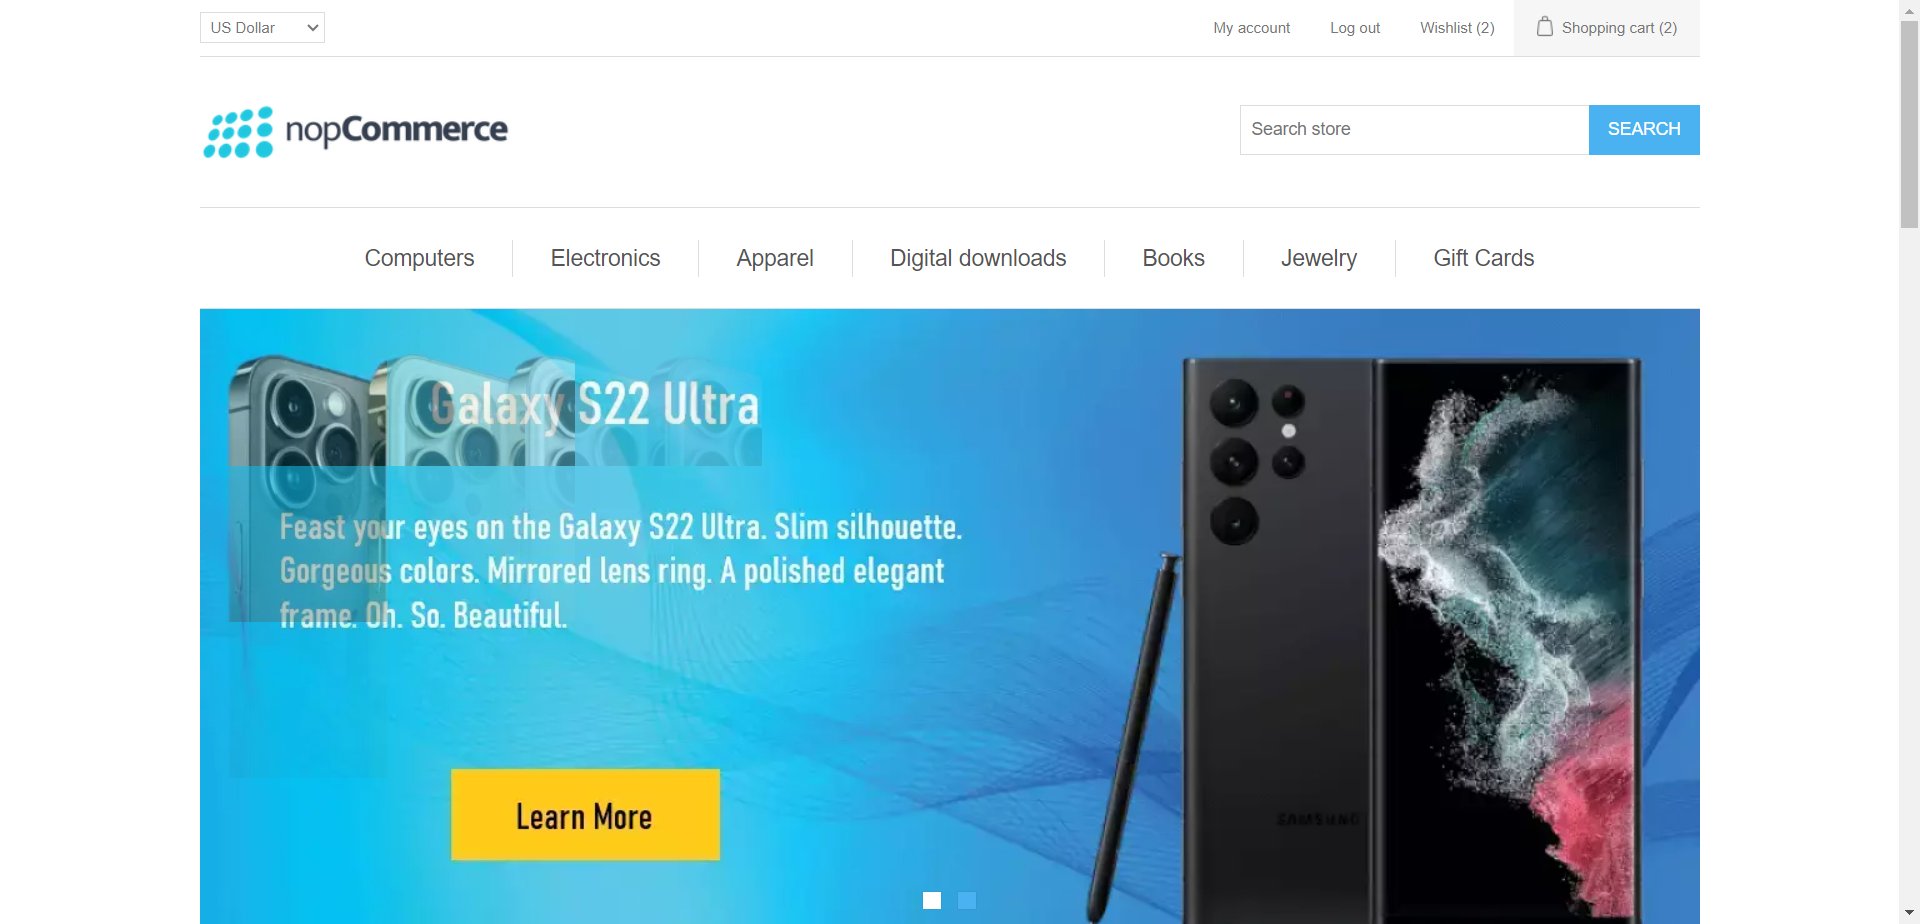 US Dollar
My account
Log out
Wishlist (2)
Shopping cart (2)
nopCommerce
Search store
SEARCH
Computers
Electronics
Apparel
Digital downloads
Books
Jewelry
Gift Cards
Galaxy S22 Ultra
Feast your eyes on the Galaxy S22 Ultra. Slim silhouette.
Gorgeous colors. Mirrored lens ring. A polished elegant
frame. Oh. So. Beautiful.
Learn More
SAMSUNG